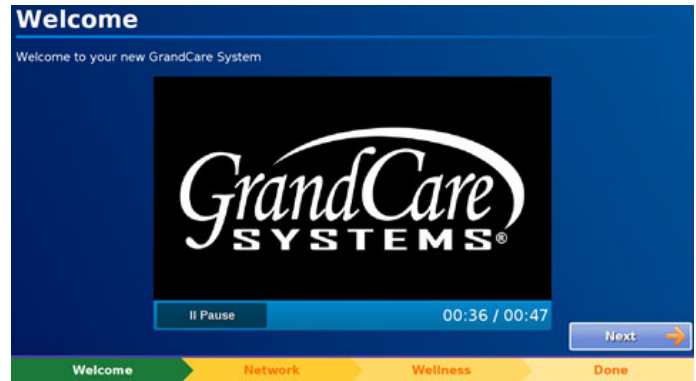 Welcome
Welcome to your new GrandCare System
GrandCare
SYSTEMS®
II Pause
00:36 / 00:47
Next
Welcome
Network
Wellness
Done